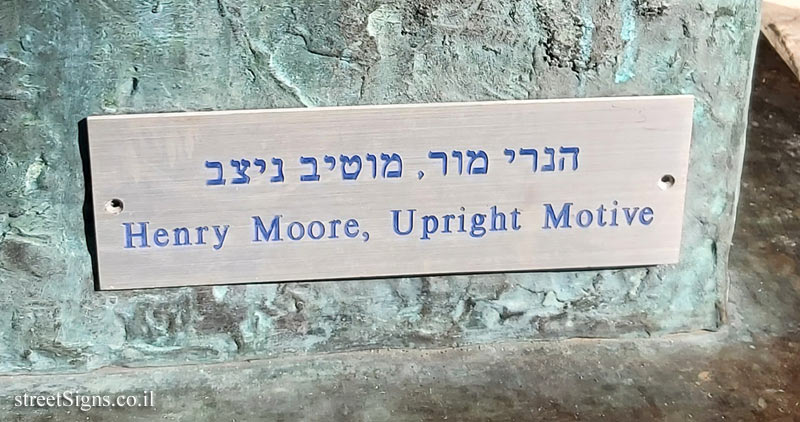 הנרי מור, מוטיב ניצב
Henry Moore, Upright Motive
streetSigns.co.il